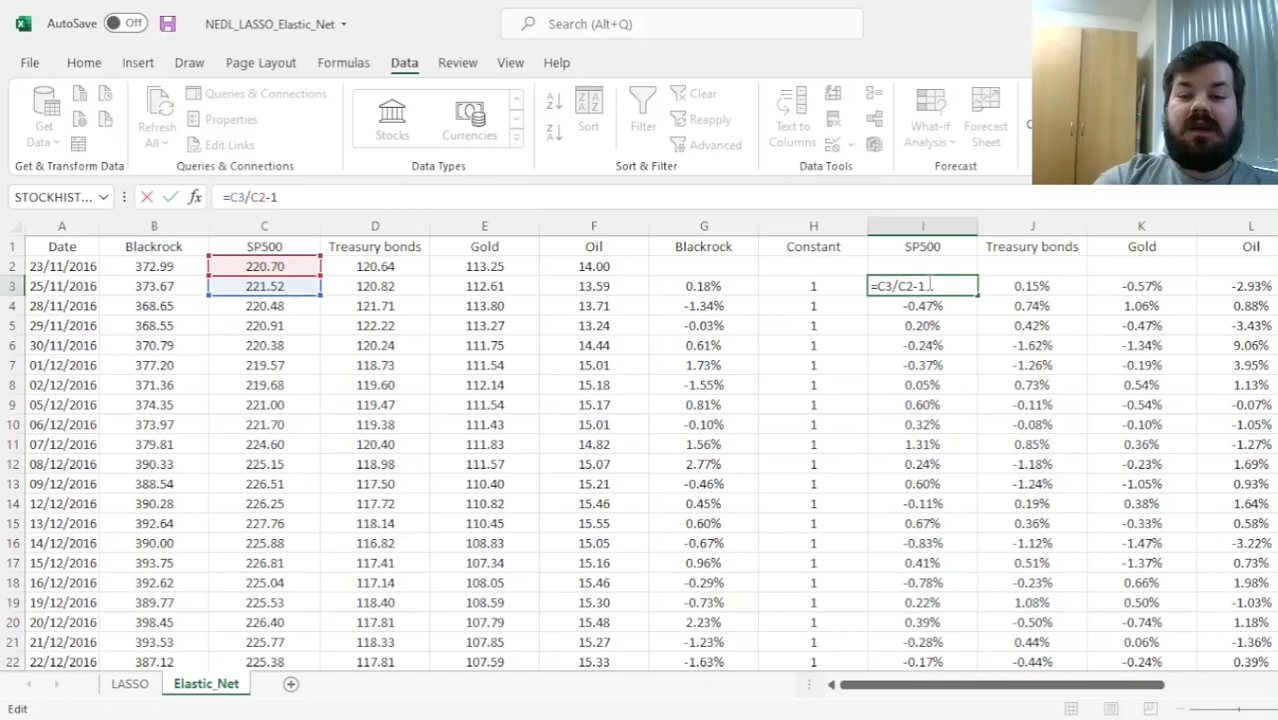 AutoSave Off NEDL_LASSO_Elastic_Net Search (Alt+Q)
File Home Insert Draw Page Layout Formulas Data Review View Help
Get Data Refresh All Queries & Connections Properties Edit Links Stocks Currencies Sort Filter Clear Reapply Advanced Text to Columns What-If Analysis Forecast Sheet
Get & Transform Data Queries & Connections Data Types Sort & Filter Data Tools Forecast
STOCKHIST... fx =C3/C2-1
A B C D E F G H I J K L
1 Date Blackrock SP500 Treasury bonds Gold Oil Blackrock Constant SP500 Treasury bonds Gold Oil
2 23/11/2016 372.99 220.70 120.64 113.25 14.00
3 25/11/2016 373.67 221.52 120.82 112.61 13.59 0.18% 1 =C3/C2-1 0.15% -0.57% -2.93%
4 28/11/2016 368.65 220.48 121.71 113.80 13.71 -1.34% 1 -0.47% 0.74% 1.06% 0.88%
5 29/11/2016 368.55 220.91 122.22 113.27 13.24 -0.03% 1 0.20% 0.42% -0.47% -3.43%
6 30/11/2016 370.79 220.38 120.24 111.75 14.44 0.61% 1 -0.24% -1.62% -1.34% 9.06%
7 01/12/2016 377.20 219.57 118.73 111.54 15.01 1.73% 1 -0.37% -1.26% -0.19% 3.95%
8 02/12/2016 371.36 219.68 119.60 112.14 15.18 -1.55% 1 0.05% 0.73% 0.54% 1.13%
9 05/12/2016 374.35 221.00 119.47 111.54 15.17 0.81% 1 0.60% -0.11% -0.54% -0.07%
10 06/12/2016 373.97 221.70 119.38 111.43 15.01 -0.10% 1 0.32% -0.08% -0.10% -1.05%
11 07/12/2016 379.81 224.60 120.40 111.83 14.82 1.56% 1 1.31% 0.85% 0.36% -1.27%
12 08/12/2016 390.33 225.15 118.98 111.57 15.07 2.77% 1 0.24% -1.18% -0.23% 1.69%
13 09/12/2016 388.54 226.51 117.50 110.40 15.21 -0.46% 1 0.60% -1.24% -1.05% 0.93%
14 12/12/2016 390.28 226.25 117.72 110.82 15.46 0.45% 1 -0.11% 0.19% 0.38% 1.64%
15 13/12/2016 392.64 227.76 118.14 110.45 15.55 0.60% 1 0.67% 0.36% -0.33% 0.58%
16 14/12/2016 390.00 225.88 116.82 108.83 15.05 -0.67% 1 -0.83% -1.12% -1.47% -3.22%
17 15/12/2016 393.75 226.81 117.41 107.34 15.16 0.96% 1 0.41% 0.51% -1.37% 0.73%
18 16/12/2016 392.62 225.04 117.14 108.05 15.46 -0.29% 1 -0.78% -0.23% 0.66% 1.98%
19 19/12/2016 389.77 225.53 118.40 108.59 15.30 -0.73% 1 0.22% 1.08% 0.50% -1.03%
20 20/12/2016 398.45 226.40 117.81 107.79 15.48 2.23% 1 0.39% -0.50% -0.74% 1.18%
21 21/12/2016 393.53 225.77 118.33 107.85 15.27 -1.23% 1 -0.28% 0.44% 0.06% -1.36%
22 22/12/2016 387.12 225.38 117.81 107.59 15.33 -1.63% 1 -0.17% -0.44% -0.24% 0.39%
LASSO Elastic_Net
Edit